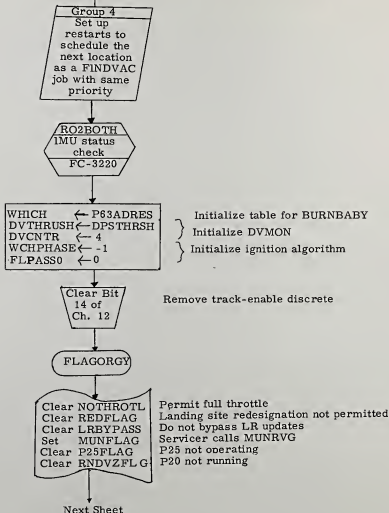 Group 4
Set up
restarts to
schedule the
next location
as a FINDVAC
job with same
priority
RO2BOTH
IMU status
check
FC-3220
WHICH ← P63ADRES Initialize table for BURNBABY
DVTHRUSH ← DPSTHRSH } Initialize DVMON
DVCNTR ← 4
WCHPHASE ← -1 } Initialize ignition algorithm
FLPASS0 ← 0
Clear Bit
14 of
Ch. 12
Remove track-enable discrete
FLAGORGY
Clear NOTHROTL Permit full throttle
Clear REDFLAG Landing site redesignation not permitted
Clear LRBYPASS Do not bypass LR updates
Set MUNFLAG Servicer calls MUNRVG
Clear P25FLAG P25 not operating
Clear RNDVZFLG P20 not running
Next Sheet